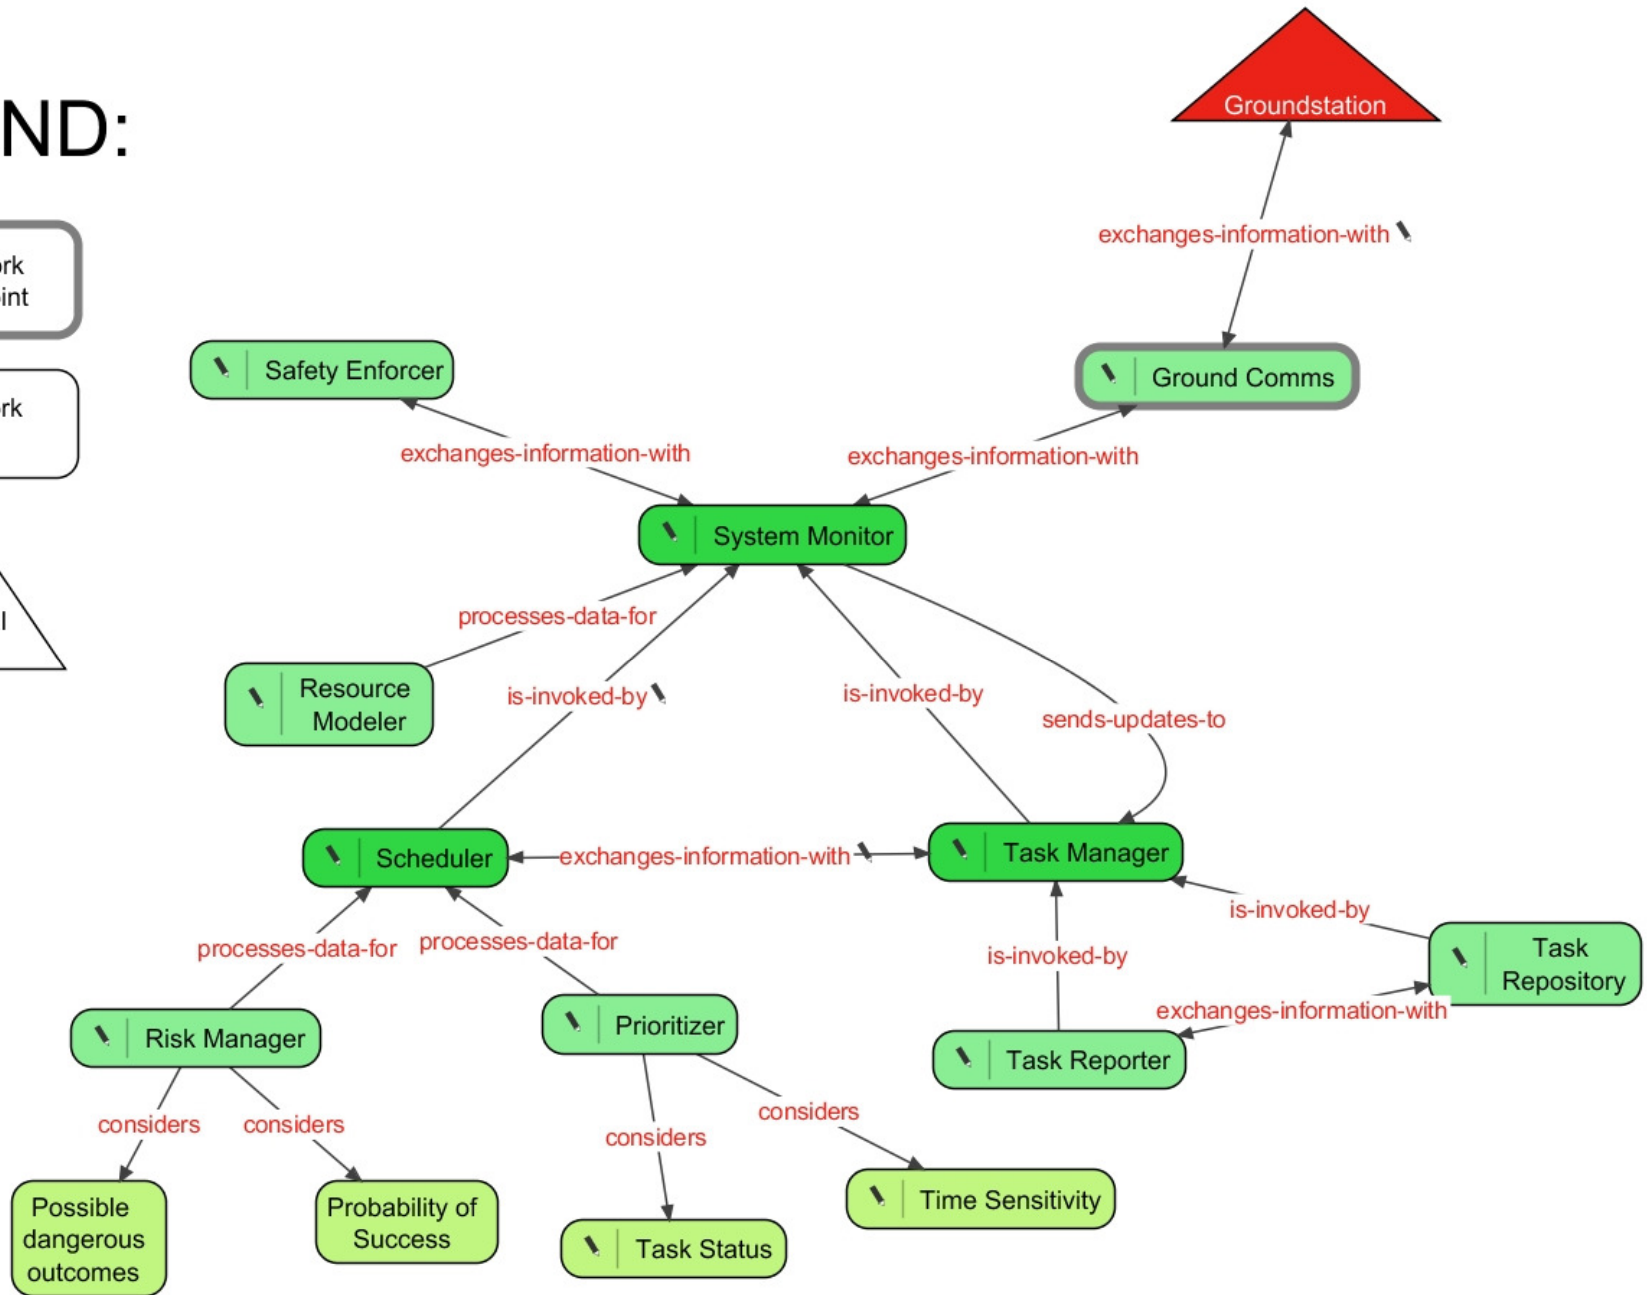 Groundstation
ND:
exchanges-information-with
rk
int
Safety Enforcer
Ground Comms
rk
exchanges-information-with
exchanges-information-with
System Monitor
processes-data-for
l
Resource
Modeler
is-invoked-by
is-invoked-by
sends-updates-to
Scheduler
exchanges-information-with
Task Manager
is-invoked-by
processes-data-for
processes-data-for
is-invoked-by
Task
Repository
exchanges-information-with
Risk Manager
Prioritizer
Task Reporter
considers
considers
considers
considers
Possible
dangerous
outcomes
Probability of
Success
Task Status
Time Sensitivity